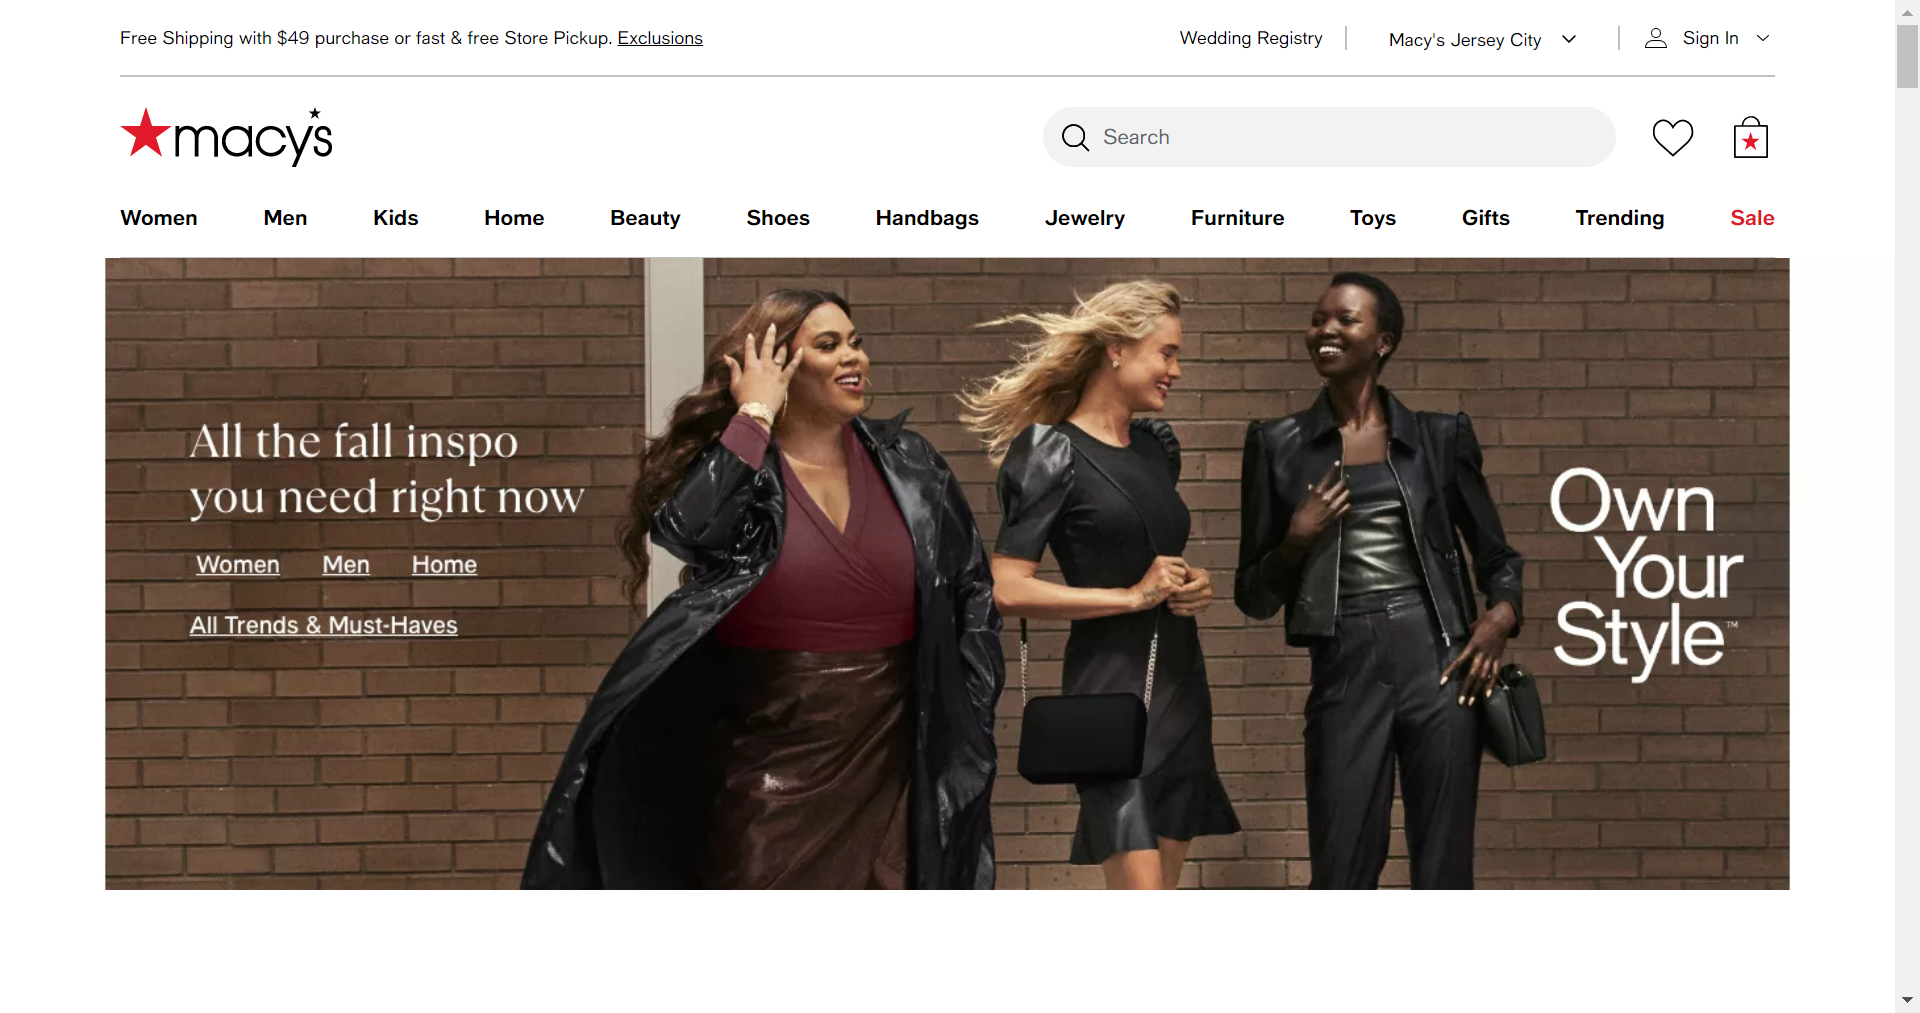 Free Shipping with $49 purchase or fast & free Store Pickup. Exclusions
Wedding Registry
Macy's Jersey City
Sign In
macy's
Search
Women
Men
Kids
Home
Beauty
Shoes
Handbags
Jewelry
Furniture
Toys
Gifts
Trending
Sale
All the fall inspo
you need right now
Women
Men
Home
All Trends & Must-Haves
Own
Your
Style™